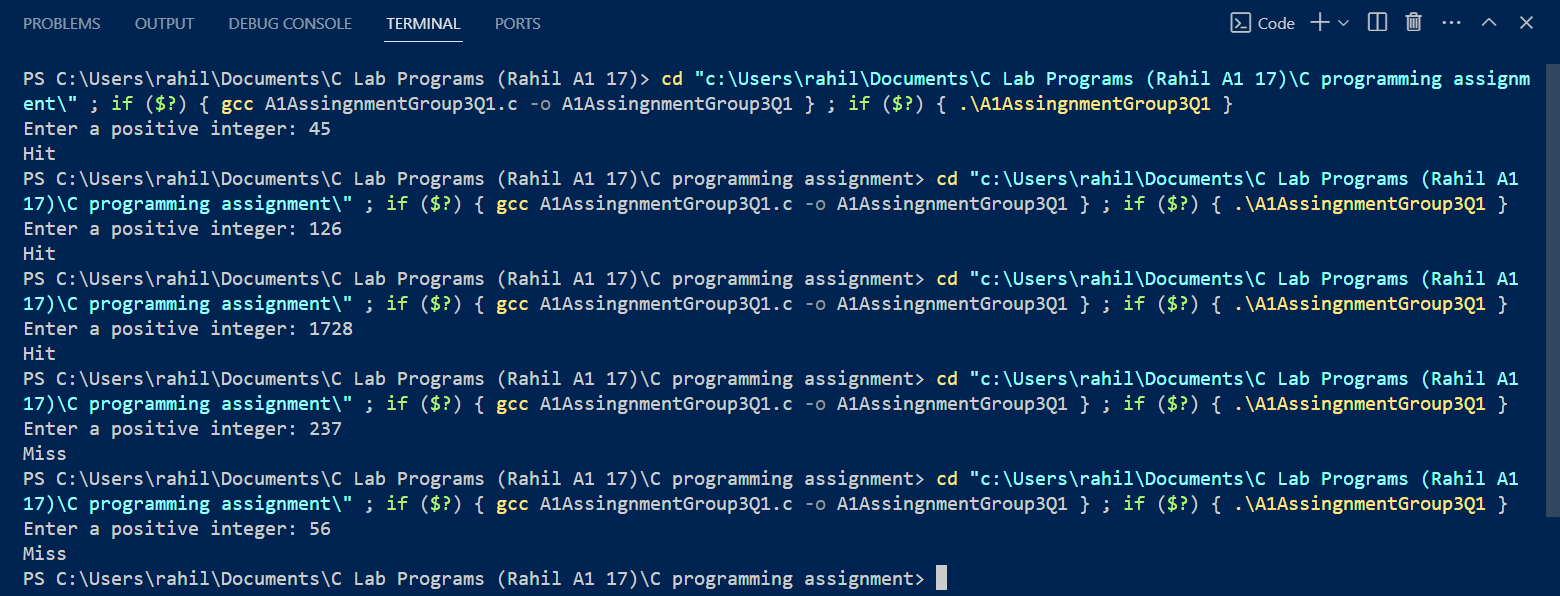 PROBLEMS OUTPUT DEBUG CONSOLE TERMINAL PORTS Code
PS C:\Users\rahil\Documents\C Lab Programs (Rahil A1 17)> cd "c:\Users\rahil\Documents\C Lab Programs (Rahil A1 17)\C programming assignm
ent\" ; if ($?) { gcc A1AssingnmentGroup3Q1.c -o A1AssingnmentGroup3Q1 } ; if ($?) { .\A1AssingnmentGroup3Q1 }
Enter a positive integer: 45
Hit
PS C:\Users\rahil\Documents\C Lab Programs (Rahil A1 17)\C programming assignment> cd "c:\Users\rahil\Documents\C Lab Programs (Rahil A1
17)\C programming assignment\" ; if ($?) { gcc A1AssingnmentGroup3Q1.c -o A1AssingnmentGroup3Q1 } ; if ($?) { .\A1AssingnmentGroup3Q1 }
Enter a positive integer: 126
Hit
PS C:\Users\rahil\Documents\C Lab Programs (Rahil A1 17)\C programming assignment> cd "c:\Users\rahil\Documents\C Lab Programs (Rahil A1
17)\C programming assignment\" ; if ($?) { gcc A1AssingnmentGroup3Q1.c -o A1AssingnmentGroup3Q1 } ; if ($?) { .\A1AssingnmentGroup3Q1 }
Enter a positive integer: 1728
Hit
PS C:\Users\rahil\Documents\C Lab Programs (Rahil A1 17)\C programming assignment> cd "c:\Users\rahil\Documents\C Lab Programs (Rahil A1
17)\C programming assignment\" ; if ($?) { gcc A1AssingnmentGroup3Q1.c -o A1AssingnmentGroup3Q1 } ; if ($?) { .\A1AssingnmentGroup3Q1 }
Enter a positive integer: 237
Miss
PS C:\Users\rahil\Documents\C Lab Programs (Rahil A1 17)\C programming assignment> cd "c:\Users\rahil\Documents\C Lab Programs (Rahil A1
17)\C programming assignment\" ; if ($?) { gcc A1AssingnmentGroup3Q1.c -o A1AssingnmentGroup3Q1 } ; if ($?) { .\A1AssingnmentGroup3Q1 }
Enter a positive integer: 56
Miss
PS C:\Users\rahil\Documents\C Lab Programs (Rahil A1 17)\C programming assignment>